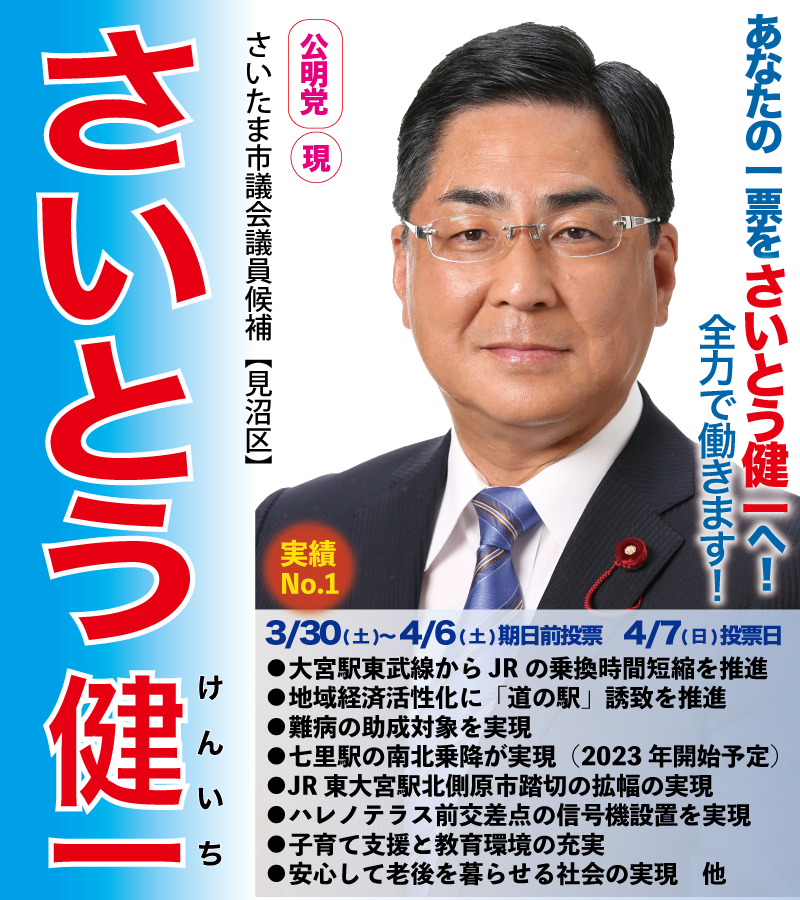 あなたの一票をさいとう健一へ！
全力で働きます！
公明党
現
さいたま市議会議員候補【見沼区】
さいとう健一
けんいち
実績
No.1
3/30(土)〜4/6(土)期日前投票　4/7(日)投票日
●大宮駅東武線からJRの乗換時間短縮を推進
●地域経済活性化に「道の駅」誘致を推進
●難病の助成対象を実現
●七里駅の南北乗降が実現（2023年開始予定）
●JR東大宮駅北側原市踏切の拡幅の実現
●ハレノテラス前交差点の信号機設置を実現
●子育て支援と教育環境の充実
●安心して老後を暮らせる社会の実現　他